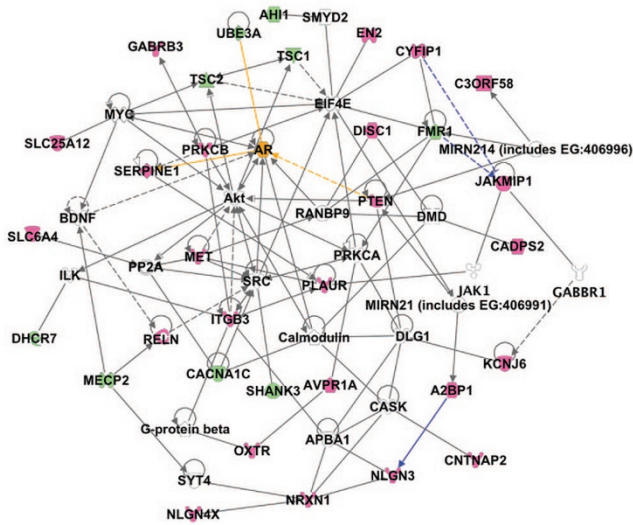 AHI1
SMYD2
UBE3A
EN2
GABRB3
CYFIP1
TSC1
TSC2
C3ORF58
EIF4E
MYC
DISC1
FMR1
SLC25A12
PRKCB
AR
MIRN214 (includes EG:406996)
SERPINE1
JAKMIP1
Akt
PTEN
BDNF
RANBP9
DMD
SLC6A4
CADPS2
MET
PRKCA
PP2A
ILK
SRC
PLAUR
JAK1
GABBR1
MIRN21 (includes EG:406991)
ITGB3
DHCR7
RELN
Calmodulin
DLG1
KCNJ6
MECP2
CACNA1C
SHANK3
AVPR1A
A2BP1
CASK
G-protein beta
APBA1
OXTR
CNTNAP2
SYT4
NLGN3
NRXN1
NLGN4X